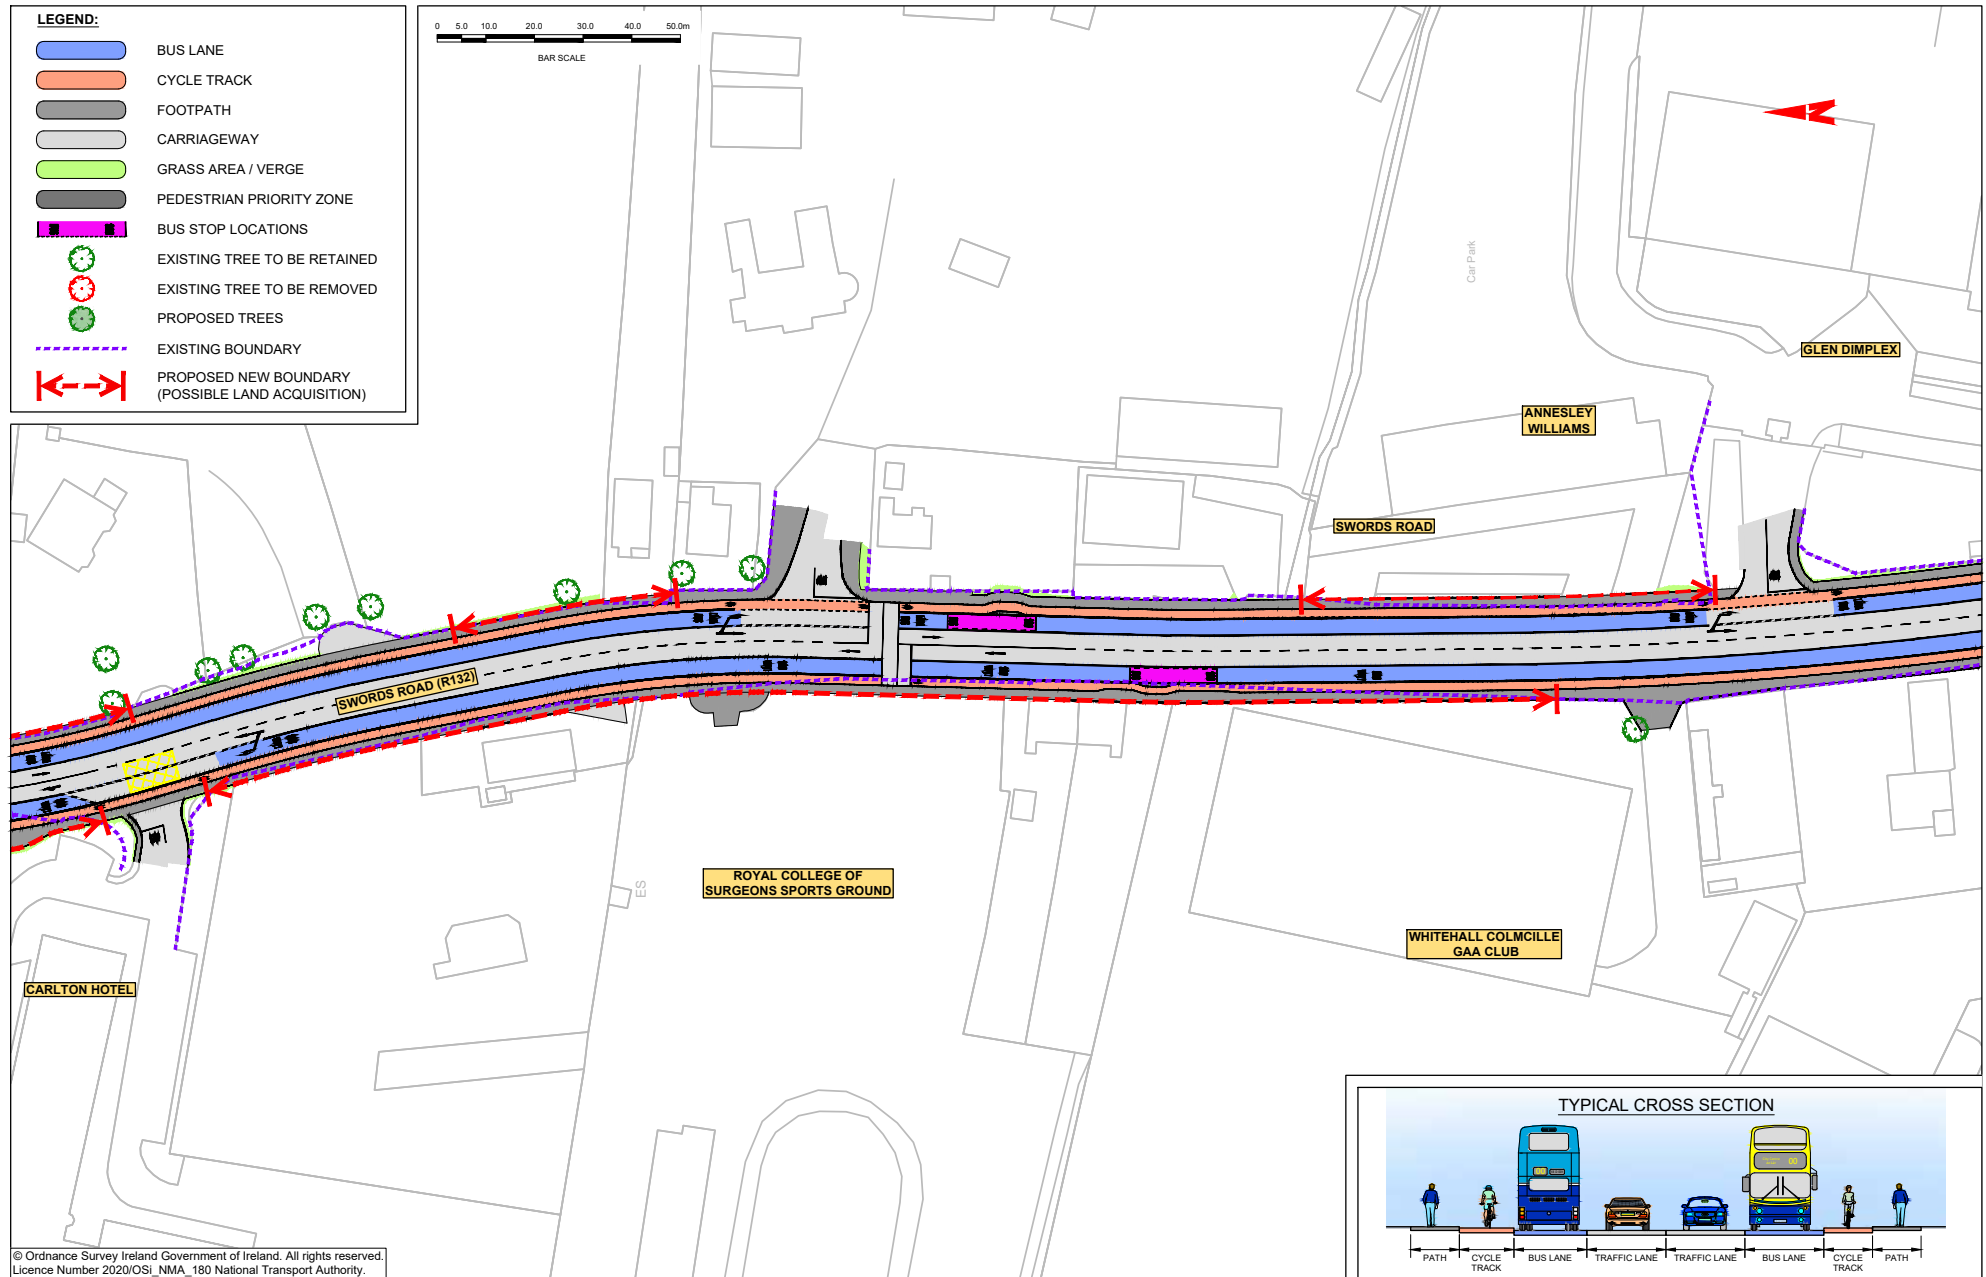 LEGEND:
BUS LANE
CYCLE TRACK
FOOTPATH
CARRIAGEWAY
GRASS AREA / VERGE
PEDESTRIAN PRIORITY ZONE
BUS STOP LOCATIONS
EXISTING TREE TO BE RETAINED
EXISTING TREE TO BE REMOVED
PROPOSED TREES
EXISTING BOUNDARY
PROPOSED NEW BOUNDARY
(POSSIBLE LAND ACQUISITION)
0 5.0 10.0 20.0 30.0 40.0 50.0m
BAR SCALE
N
Car Park
GLEN DIMPLEX
ANNESLEY
WILLIAMS
SWORDS ROAD
SWORDS ROAD (R132)
ES
ROYAL COLLEGE OF
SURGEONS SPORTS GROUND
WHITEHALL COLMCILLE
GAA CLUB
CARLTON HOTEL
TYPICAL CROSS SECTION
00
00
PATH
CYCLE
TRACK
BUS LANE
TRAFFIC LANE
TRAFFIC LANE
BUS LANE
CYCLE
TRACK
PATH
© Ordnance Survey Ireland Government of Ireland. All rights reserved.
Licence Number 2020/OSi_NMA_180 National Transport Authority.